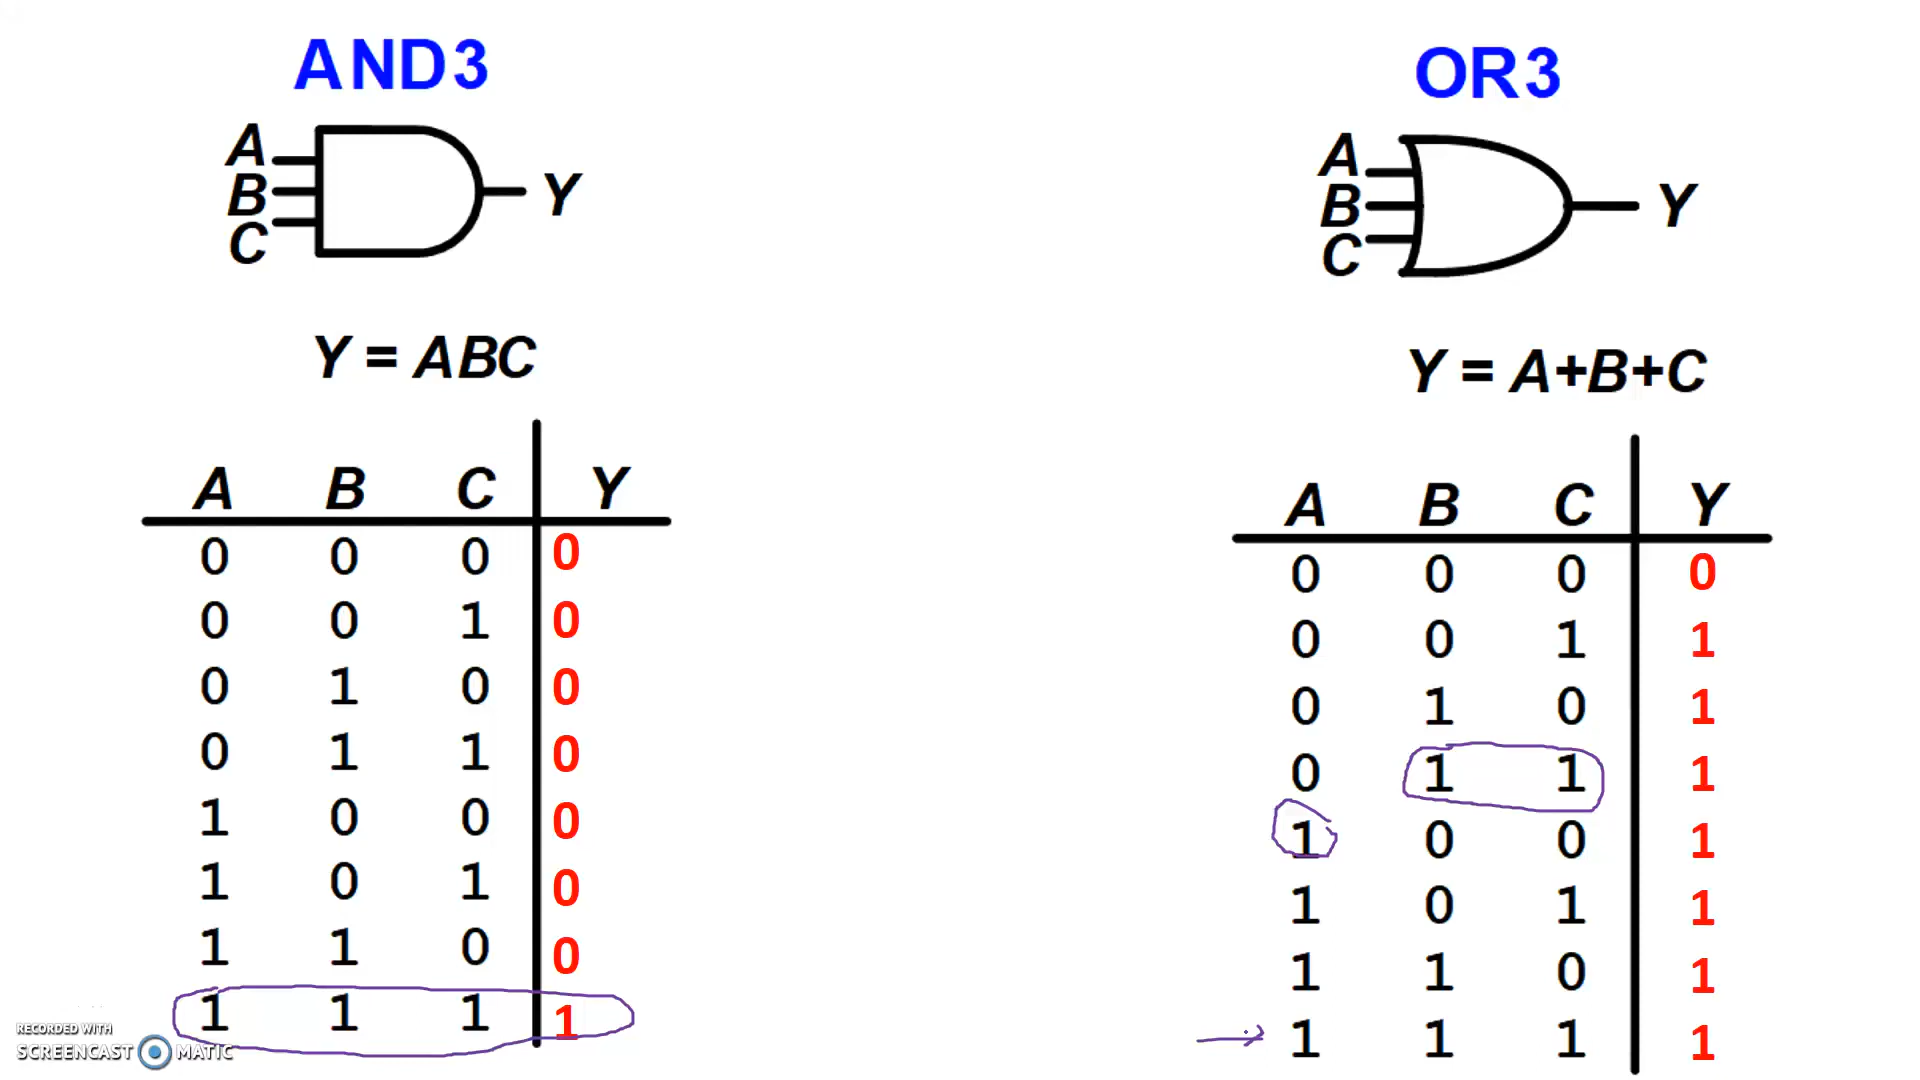 AND3
A
B
C
Y
Y = ABC
A B C Y
0 0 0 0
0 0 1 0
0 1 0 0
0 1 1 0
1 0 0 0
1 0 1 0
1 1 0 0
1 1 1 1
OR3
A
B
C
Y
Y = A+B+C
A B C Y
0 0 0 0
0 0 1 1
0 1 0 1
0 1 1 1
1 0 0 1
1 0 1 1
1 1 0 1
1 1 1 1
RECORDED WITH
SCREENCAST MATIC